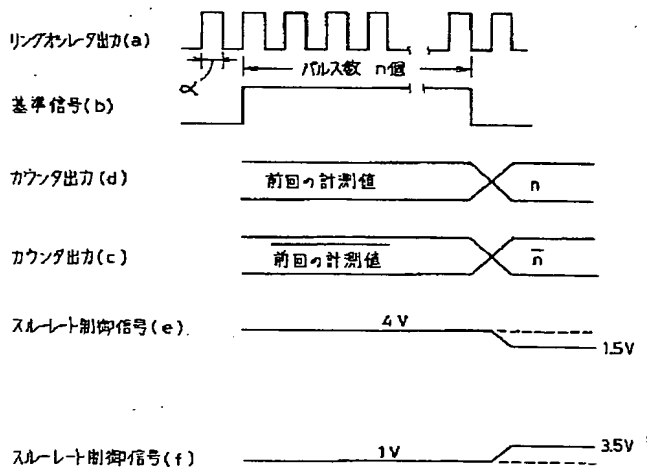 リングオシレータ出力(a)
α
パルス数 n個
基準信号(b)
カウンタ出力(d)
前回の計測値
n
カウンタ出力(c)
前回の計測値
n̅
スルーレート制御信号(e)
4V
1.5V
スルーレート制御信号(f)
1V
3.5V